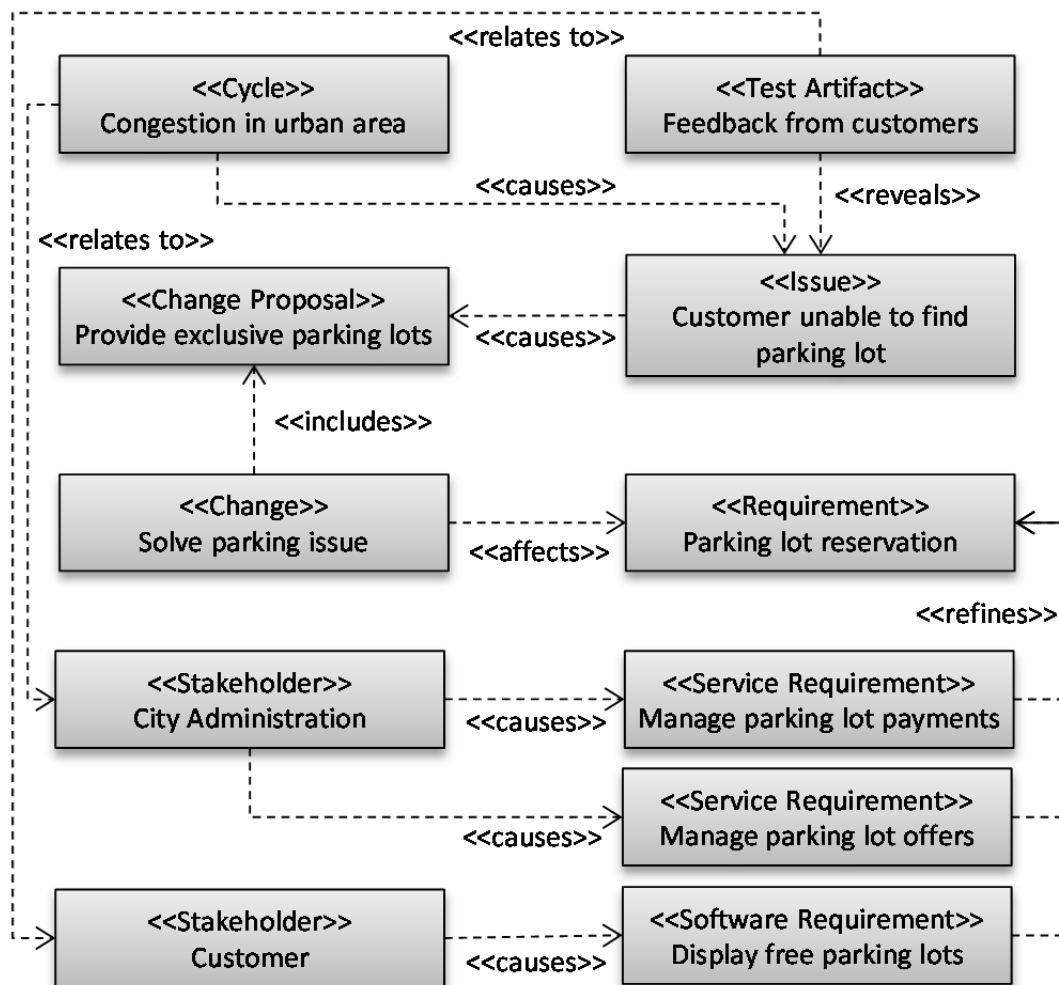 <<relates to>>
<<Cycle>>
Congestion in urban area
<<Test Artifact>>
Feedback from customers
<<causes>>
<<reveals>>
<<relates to>>
<<Change Proposal>>
Provide exclusive parking lots
<<causes>>
<<Issue>>
Customer unable to find
parking lot
<<includes>>
<<Change>>
Solve parking issue
<<affects>>
<<Requirement>>
Parking lot reservation
<<refines>>
<<Stakeholder>>
City Administration
<<causes>>
<<Service Requirement>>
Manage parking lot payments
<<causes>>
<<Service Requirement>>
Manage parking lot offers
<<Stakeholder>>
Customer
<<causes>>
<<Software Requirement>>
Display free parking lots